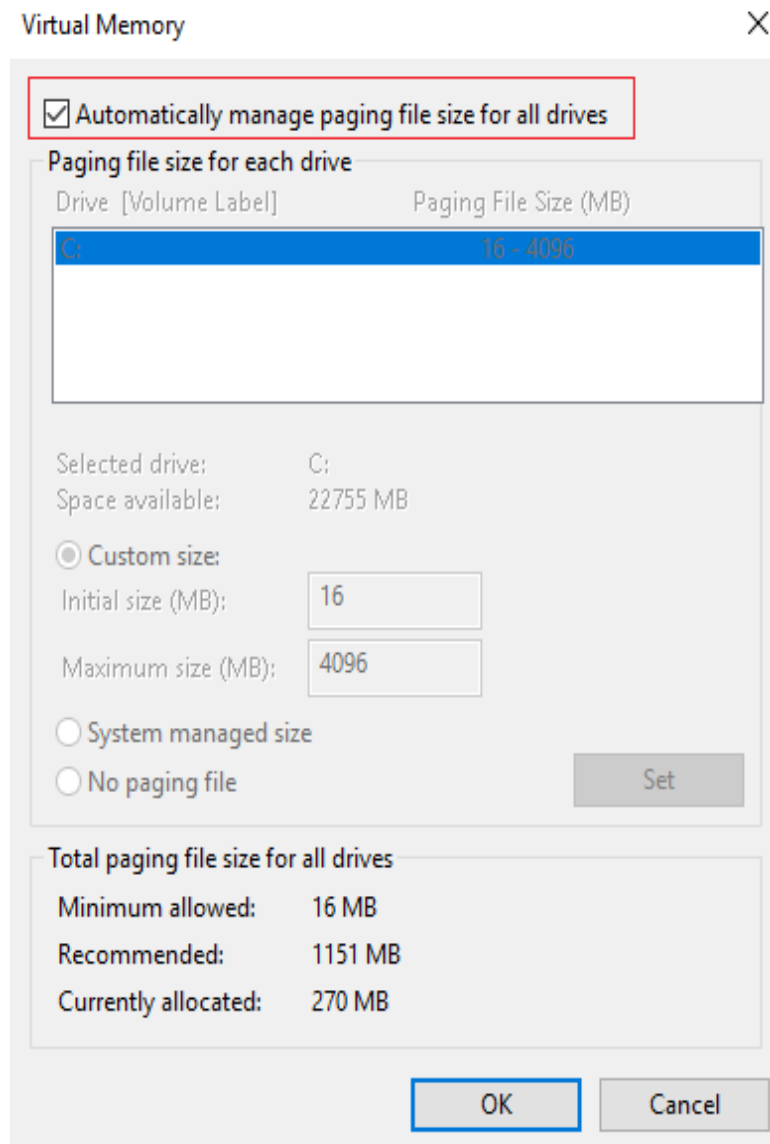 Virtual Memory
Automatically manage paging file size for all drives
Paging file size for each drive
Drive [Volume Label] Paging File Size (MB)
C: 16 - 4096
Selected drive: C:
Space available: 22755 MB
Custom size:
Initial size (MB): 16
Maximum size (MB): 4096
System managed size
No paging file Set
Total paging file size for all drives
Minimum allowed: 16 MB
Recommended: 1151 MB
Currently allocated: 270 MB
OK Cancel